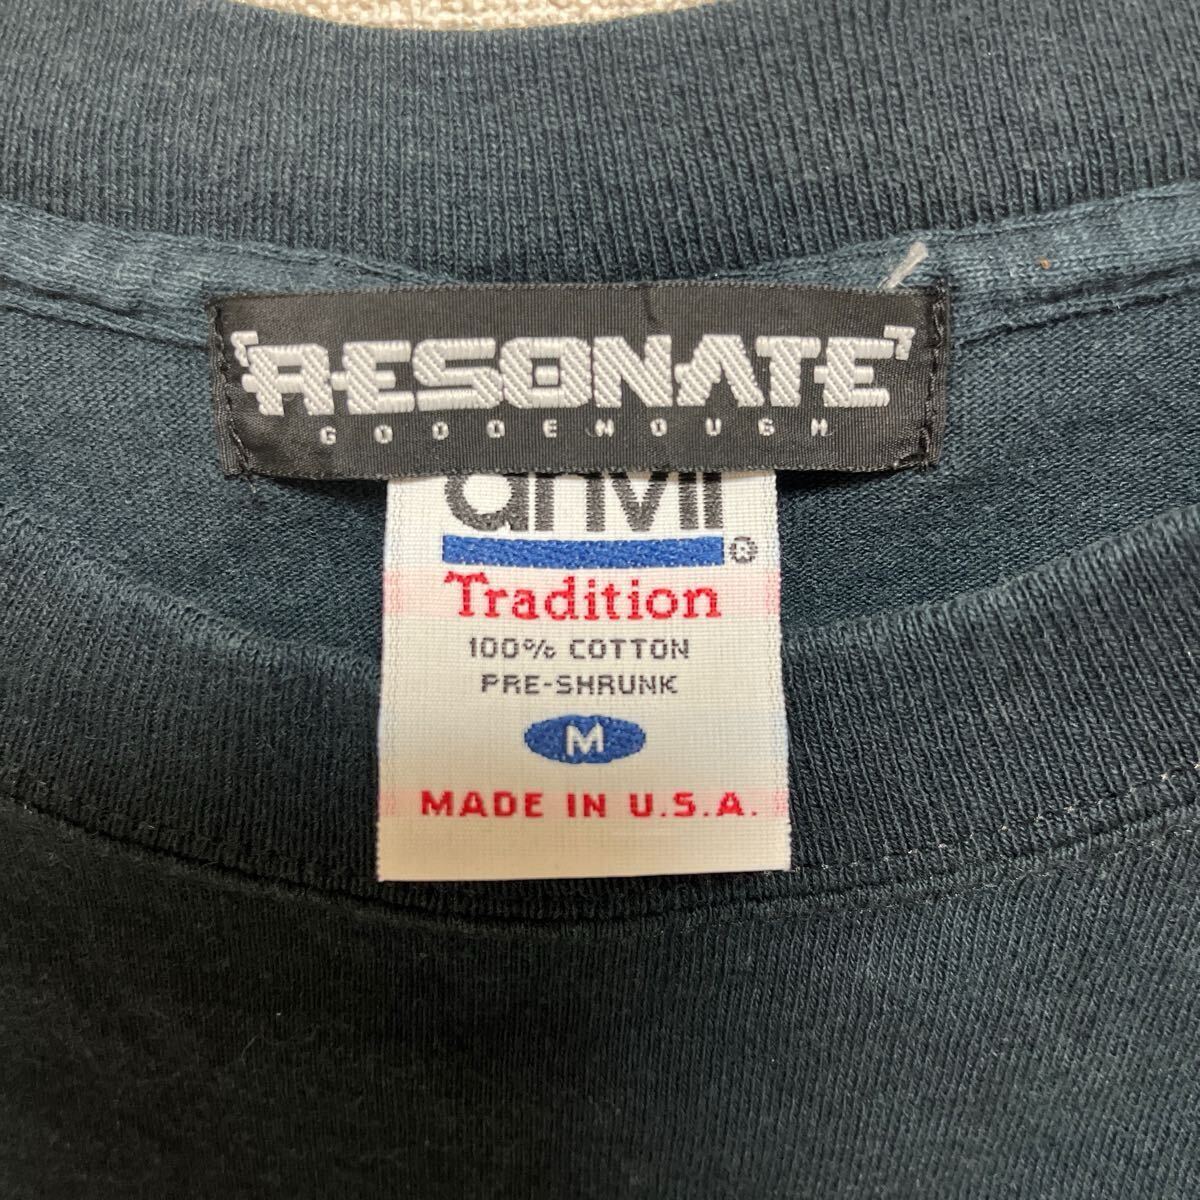 「RESONATE」
GOODENOUGH
anvil®
Tradition
100% COTTON
PRE-SHRUNK
M
MADE IN U.S.A.